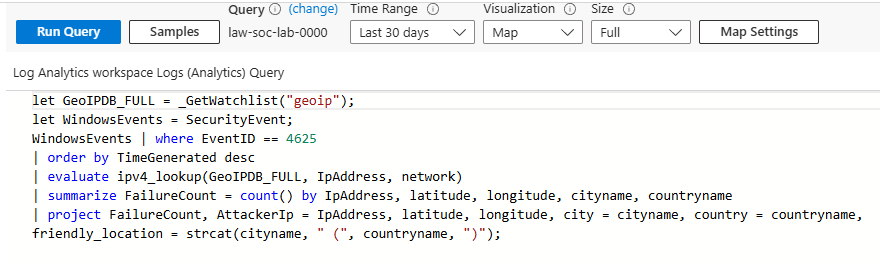 Query (change) Time Range Visualization Size
Run Query Samples law-soc-lab-0000 Last 30 days Map Full Map Settings
Log Analytics workspace Logs (Analytics) Query
let GeoIPDB_FULL = _GetWatchlist("geoip");
let WindowsEvents = SecurityEvent;
WindowsEvents | where EventID == 4625
| order by TimeGenerated desc
| evaluate ipv4_lookup(GeoIPDB_FULL, IpAddress, network)
| summarize FailureCount = count() by IpAddress, latitude, longitude, cityname, countryname
| project FailureCount, AttackerIp = IpAddress, latitude, longitude, city = cityname, country = countryname,
friendly_location = strcat(cityname, " (", countryname, ")");